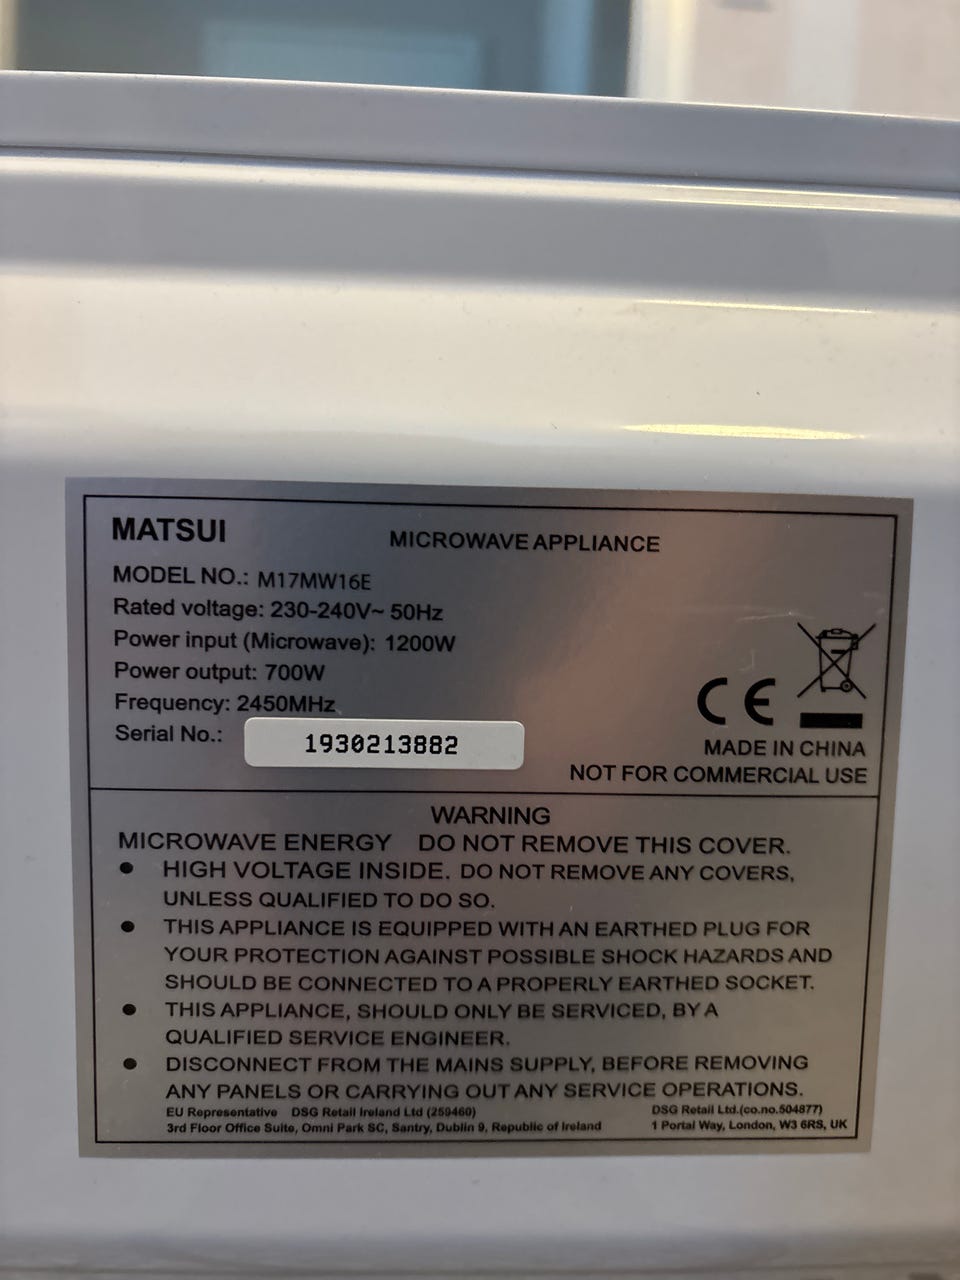 MATSUI
MICROWAVE APPLIANCE
MODEL NO.: M17MW16E
Rated voltage: 230-240V~ 50Hz
Power input (Microwave): 1200W
Power output: 700W
Frequency: 2450MHz
Serial No.: 1930213882
CE
MADE IN CHINA
NOT FOR COMMERCIAL USE
WARNING
MICROWAVE ENERGY DO NOT REMOVE THIS COVER.
● HIGH VOLTAGE INSIDE. DO NOT REMOVE ANY COVERS,
UNLESS QUALIFIED TO DO SO.
● THIS APPLIANCE IS EQUIPPED WITH AN EARTHED PLUG FOR
YOUR PROTECTION AGAINST POSSIBLE SHOCK HAZARDS AND
SHOULD BE CONNECTED TO A PROPERLY EARTHED SOCKET.
● THIS APPLIANCE, SHOULD ONLY BE SERVICED, BY A
QUALIFIED SERVICE ENGINEER.
● DISCONNECT FROM THE MAINS SUPPLY, BEFORE REMOVING
ANY PANELS OR CARRYING OUT ANY SERVICE OPERATIONS.
EU Representative DSG Retail Ireland Ltd (259460)
3rd Floor Office Suite, Omni Park SC, Santry, Dublin 9, Republic of Ireland
DSG Retail Ltd.(co.no.504877)
1 Portal Way, London, W3 6RS, UK